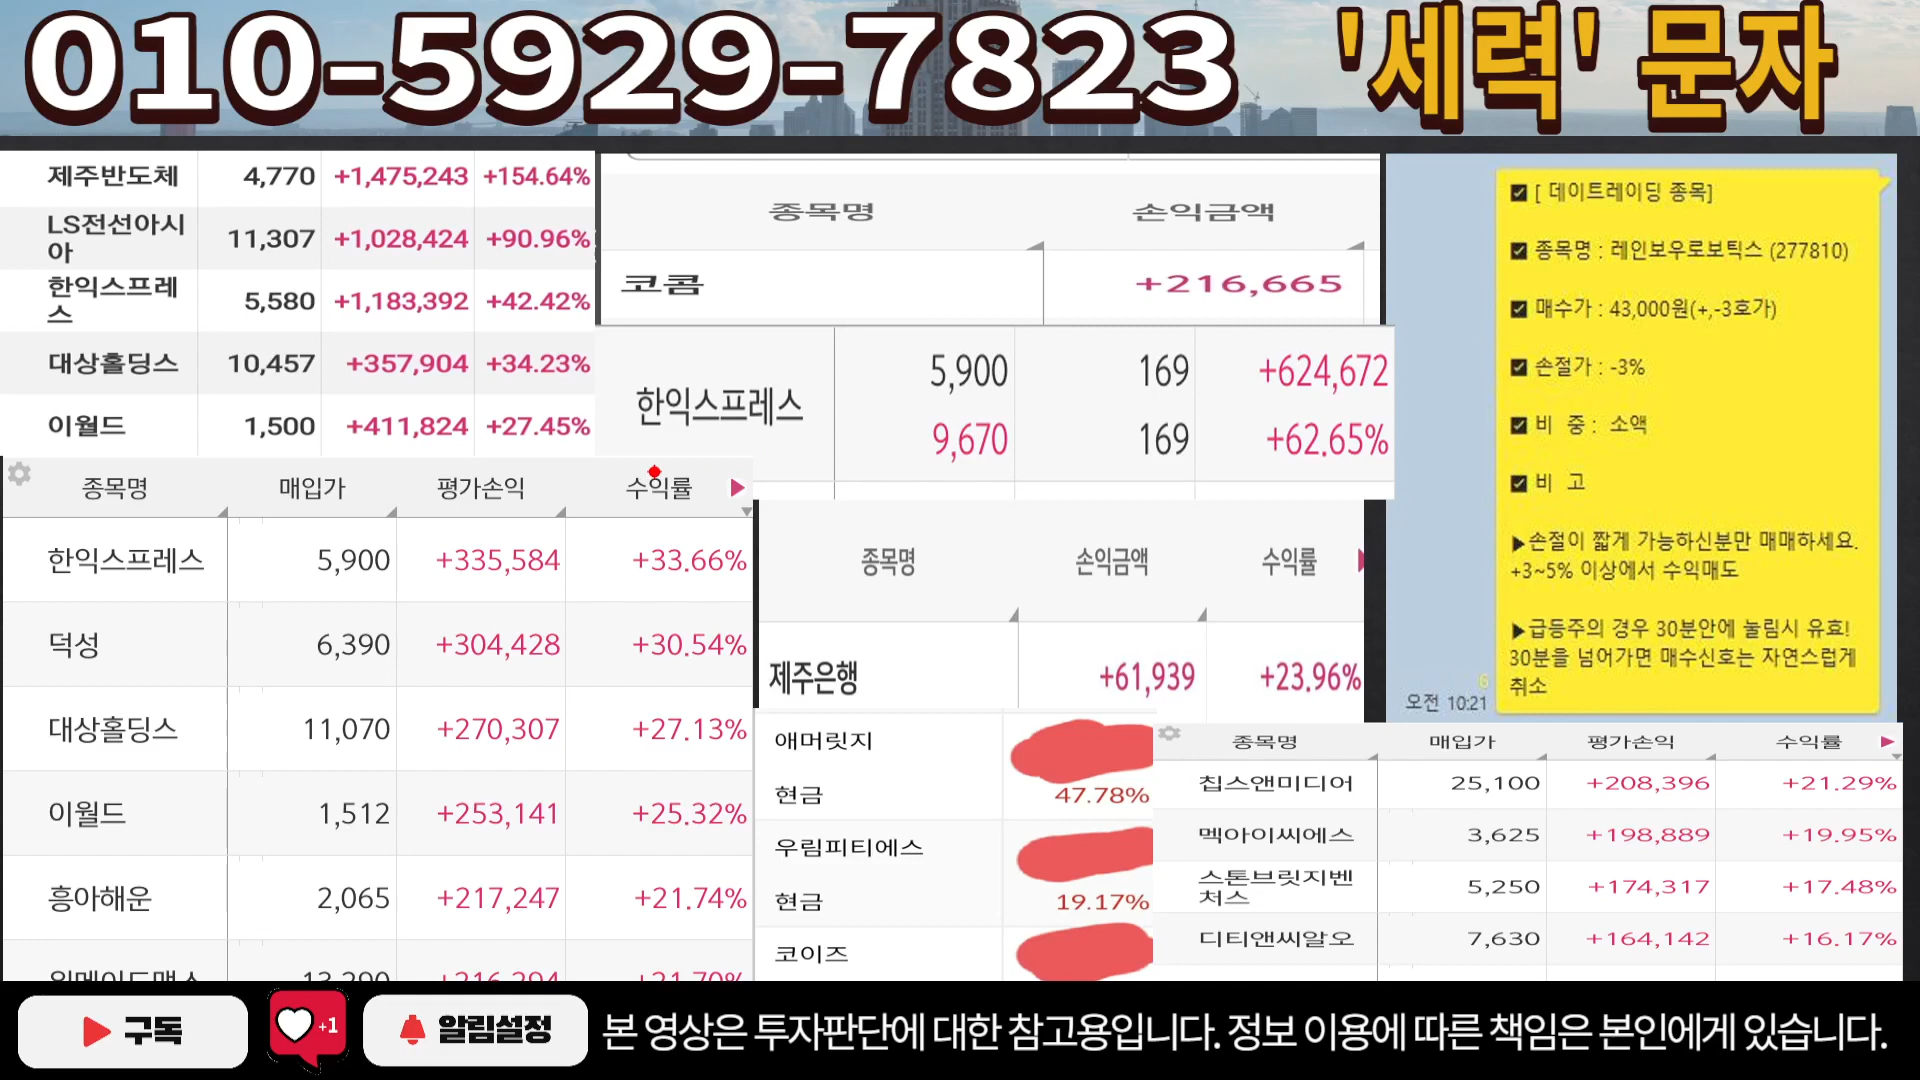 010-5929-7823 '세력' 문자
제주반도체 4,770 +1,475,243 +154.64%
LS전선아시아 11,307 +1,028,424 +90.96%
한익스프레스 5,580 +1,183,392 +42.42%
대상홀딩스 10,457 +357,904 +34.23%
이월드 1,500 +411,824 +27.45%
종목명 손익금액
코콤 +216,665
한익스프레스 5,900 169 +624,672
9,670 169 +62.65%
종목명 매입가 평가손익 수익률
한익스프레스 5,900 +335,584 +33.66%
덕성 6,390 +304,428 +30.54%
대상홀딩스 11,070 +270,307 +27.13%
이월드 1,512 +253,141 +25.32%
흥아해운 2,065 +217,247 +21.74%
종목명 손익금액 수익률
제주은행 +61,939 +23.96%
애머릿지
현금 47.78%
우림피티에스
현금 19.17%
코이즈
[ 데이트레이딩 종목]
종목명 : 레인보우로보틱스 (277810)
매수가 : 43,000원(+,-3호가)
손절가 : -3%
비 중 : 소액
비 고
▶손절이 짧게 가능하신분만 매매하세요.
+3~5% 이상에서 수익매도
▶급등주의 경우 30분안에 눌림시 유효!
30분을 넘어가면 매수신호는 자연스럽게
취소
6
오전 10:21
종목명 매입가 평가손익 수익률
칩스앤미디어 25,100 +208,396 +21.29%
멕아이씨에스 3,625 +198,889 +19.95%
스톤브릿지벤처스 5,250 +174,317 +17.48%
디티앤씨알오 7,630 +164,142 +16.17%
구독 +1 알림설정 본 영상은 투자판단에 대한 참고용입니다. 정보 이용에 따른 책임은 본인에게 있습니다.